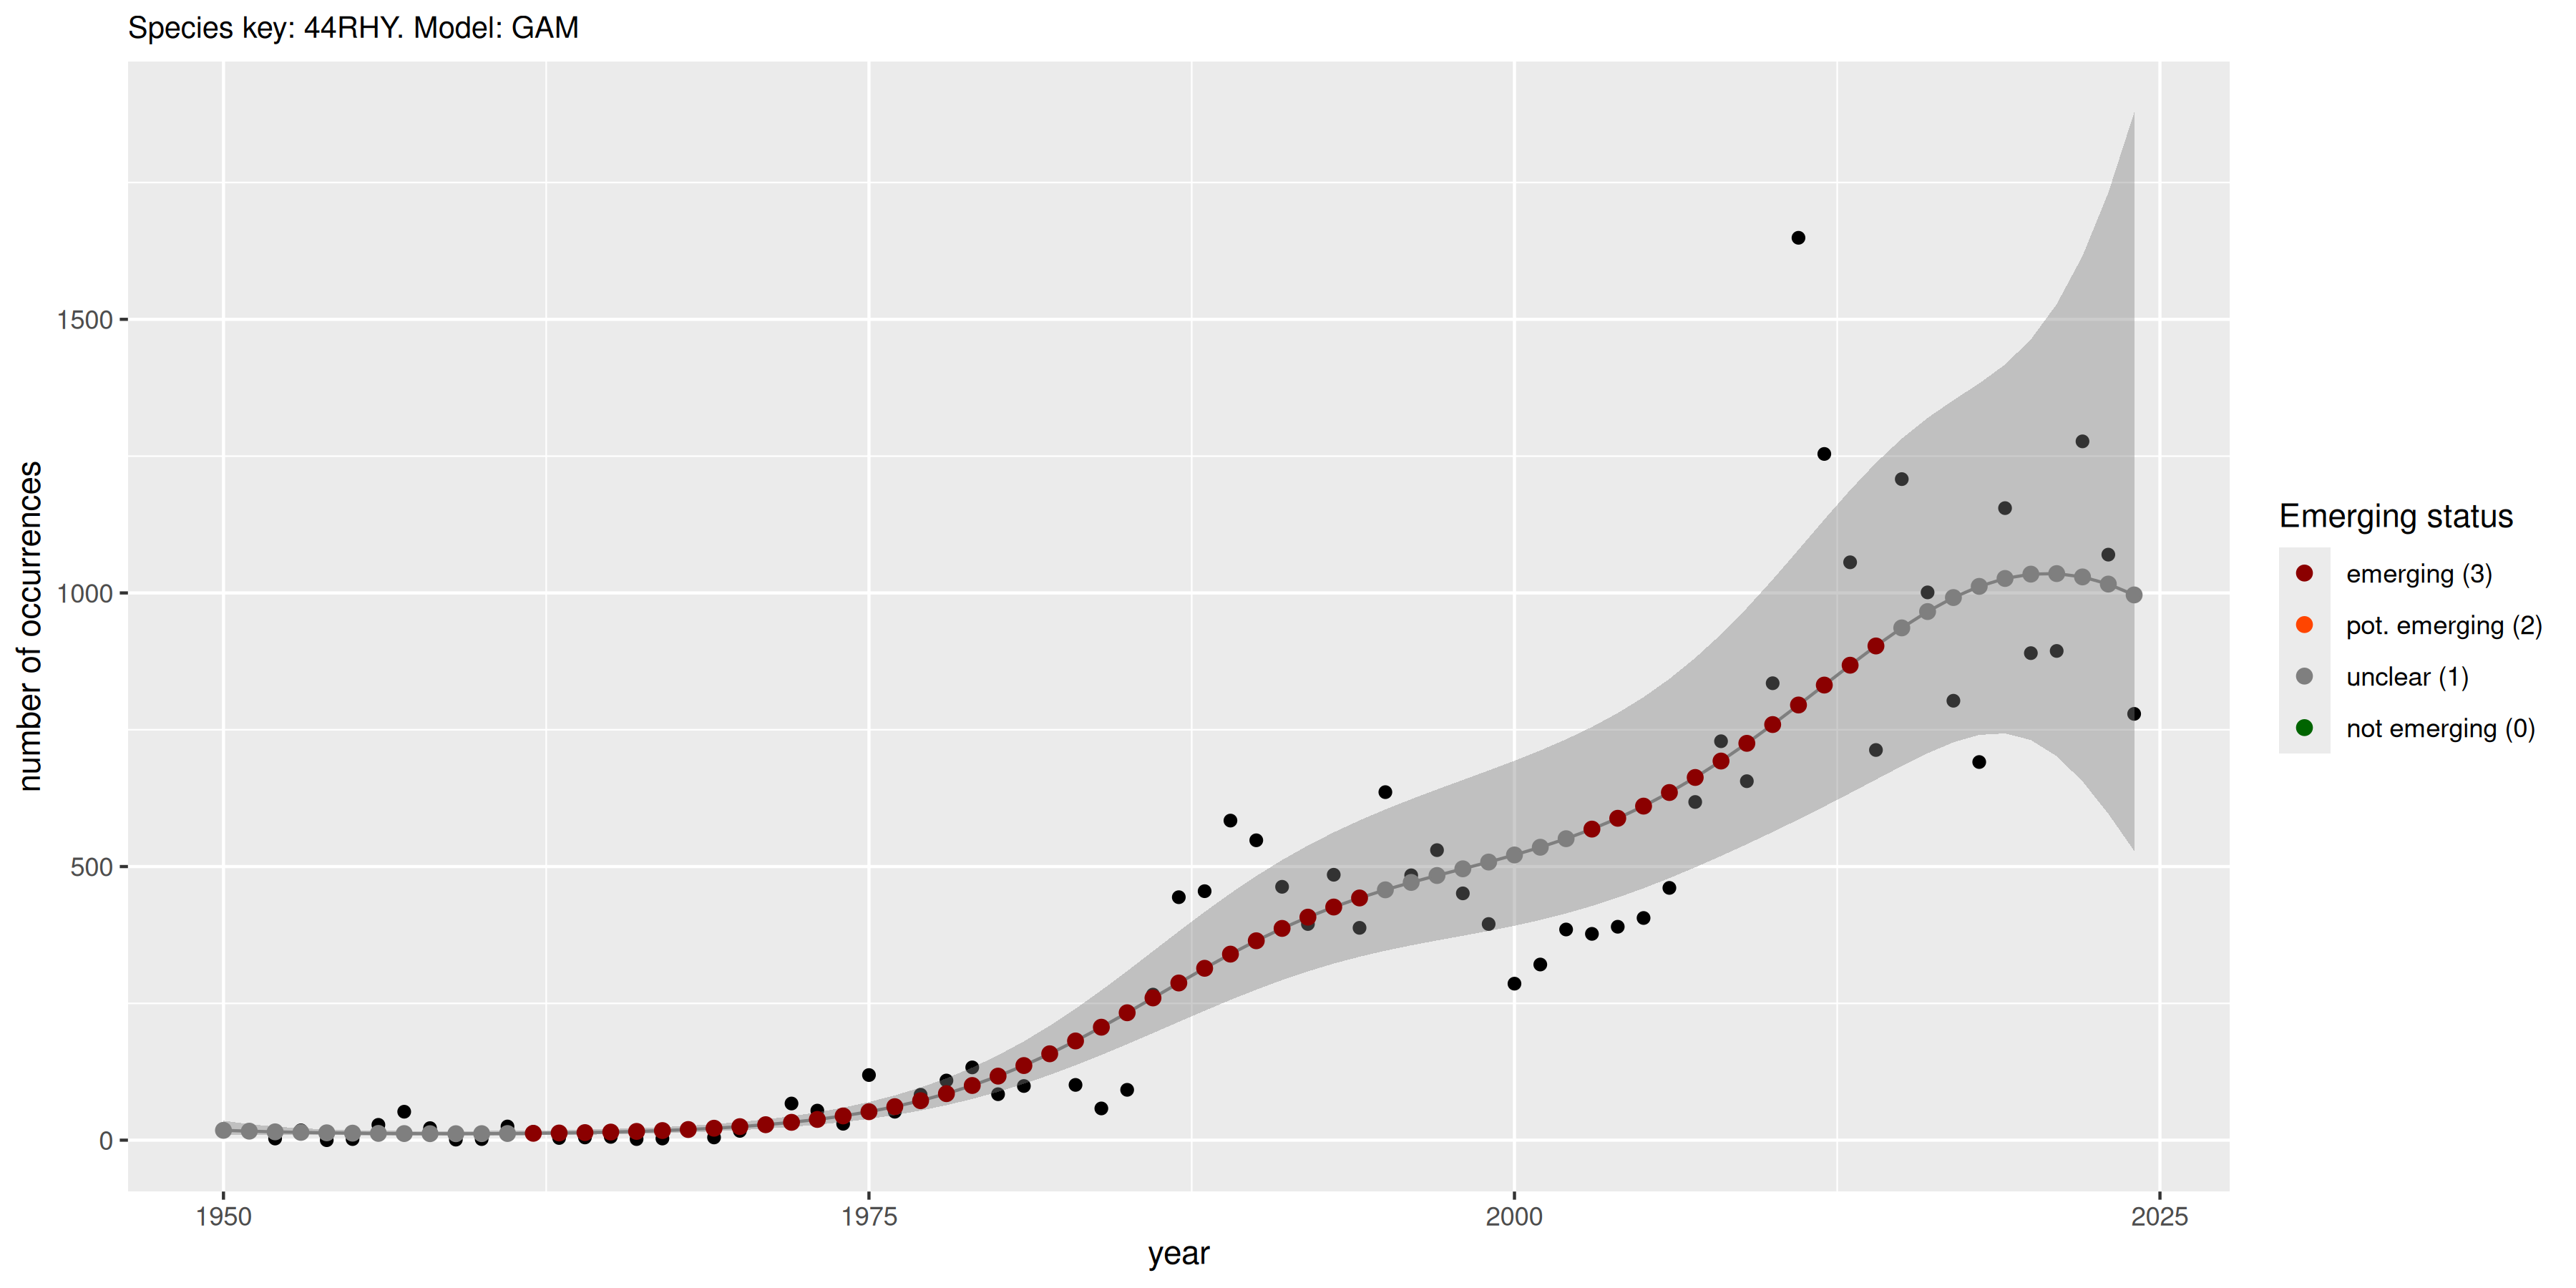 Species key: 44RHY. Model: GAM
number of occurrences
1500
1000
500
0
1950
1975
2000
2025
year
Emerging status
emerging (3)
pot. emerging (2)
unclear (1)
not emerging (0)